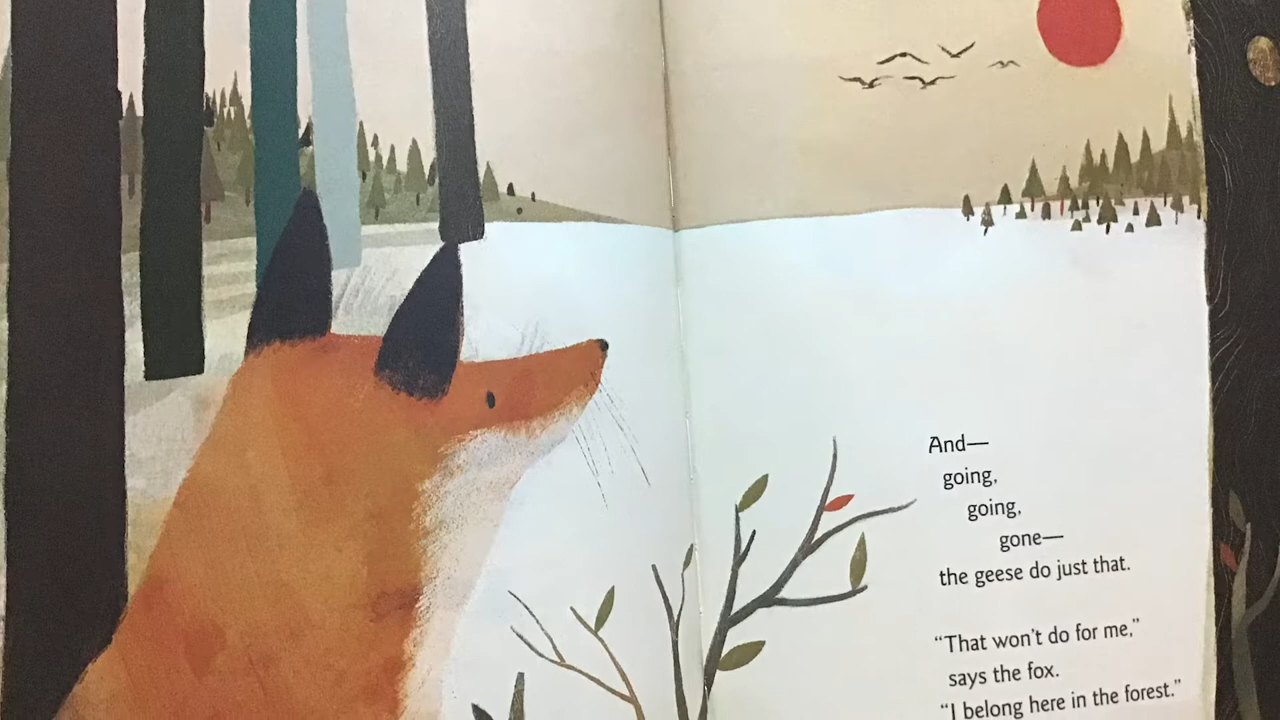 And—
going,
going,
gone—
the geese do just that.
“That won’t do for me,”
says the fox.
“I belong here in the forest.”